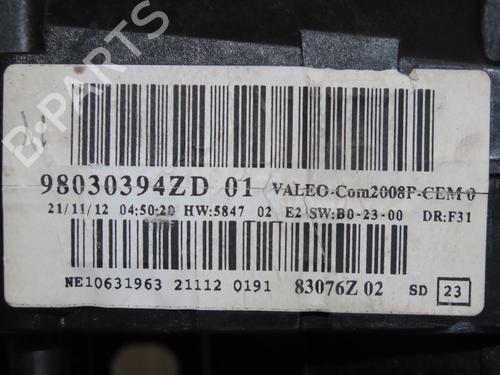 B-PARTS
98030394ZD 01 VALEO-Com2008P-CEM 0
21/11/12 04:50:20 HW:5847 02 E2 SW:B0-23-00 DR:F31
NE10631963 21112 0191 83076Z 02 SD 23